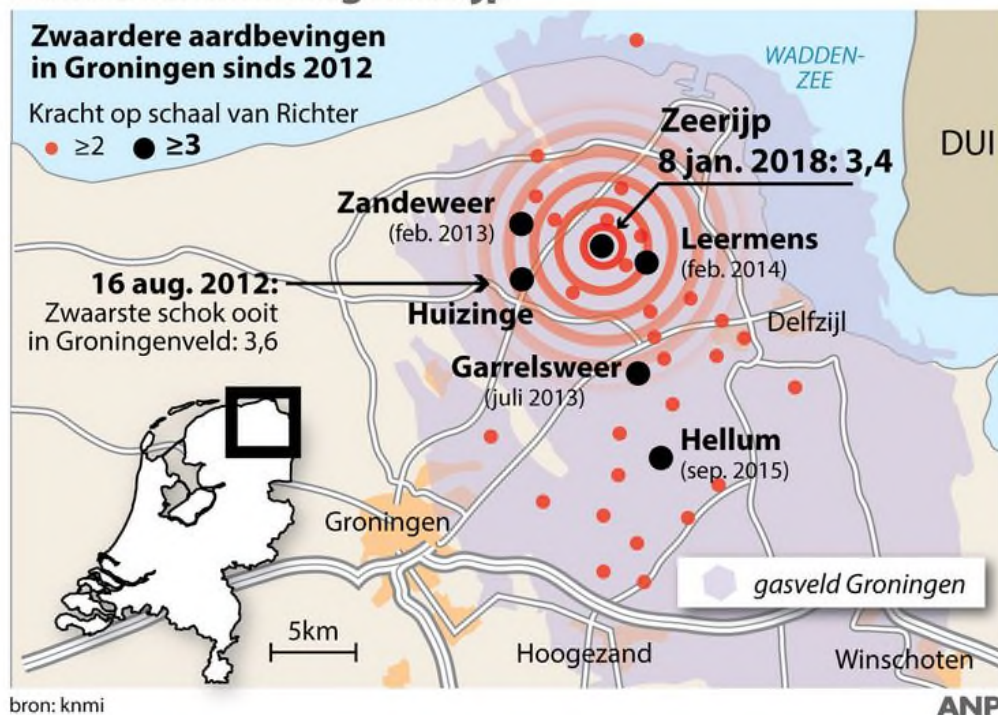 Zwaardere aardbevingen
in Groningen sinds 2012
Kracht op schaal van Richter
≥2 ≥3
WADDEN-
ZEE
DUI
Zeerijp
8 jan. 2018: 3,4
Zandeweer
(feb. 2013)
Leermens
(feb. 2014)
16 aug. 2012:
Zwaarste schok ooit
in Groningenveld: 3,6
Huizinge
Delfzijl
Garrelsweer
(juli 2013)
Hellum
(sep. 2015)
Groningen
gasveld Groningen
5km
Hoogezand
Winschoten
bron: knmi
ANP